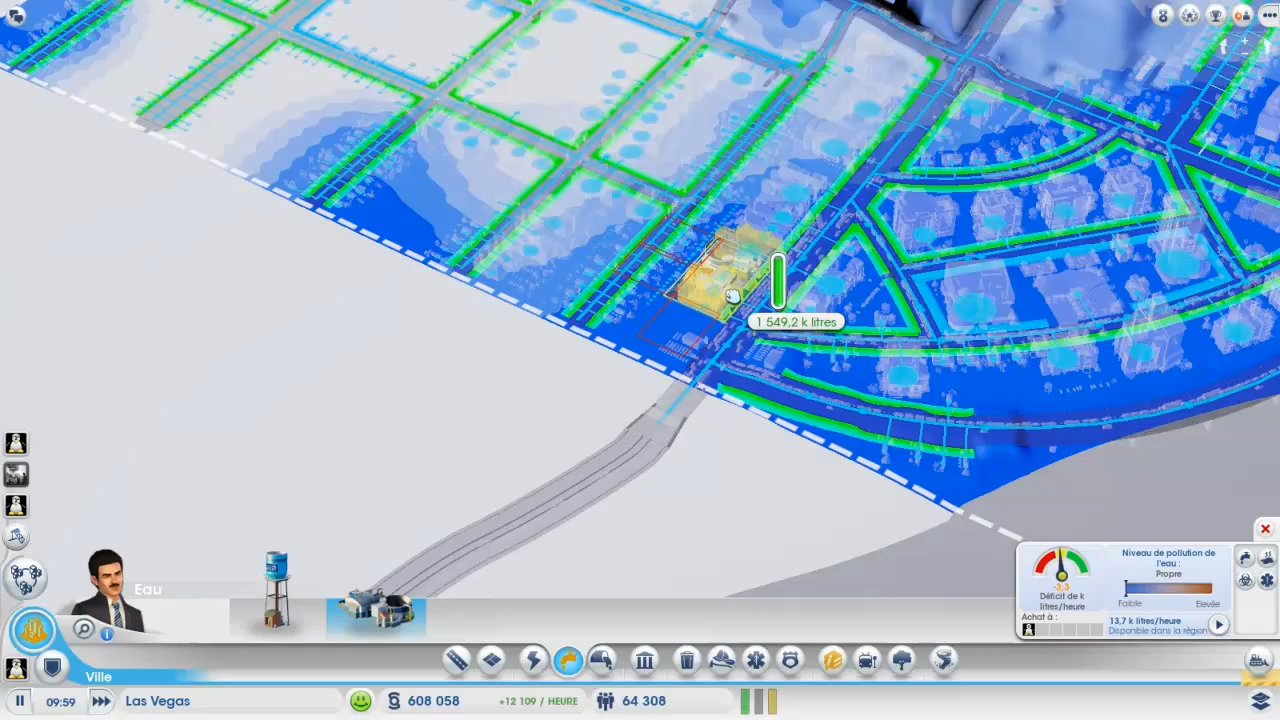 1 549,2 k litres
Eau
-3,3
Déficit de k
litres/heure
Achat à :
Niveau de pollution de
l'eau :
Propre
Faible
Elevée
13,7 k litres/heure
Disponible dans la région
Ville
09:59
Las Vegas
608 058
+12 109 / HEURE
64 308